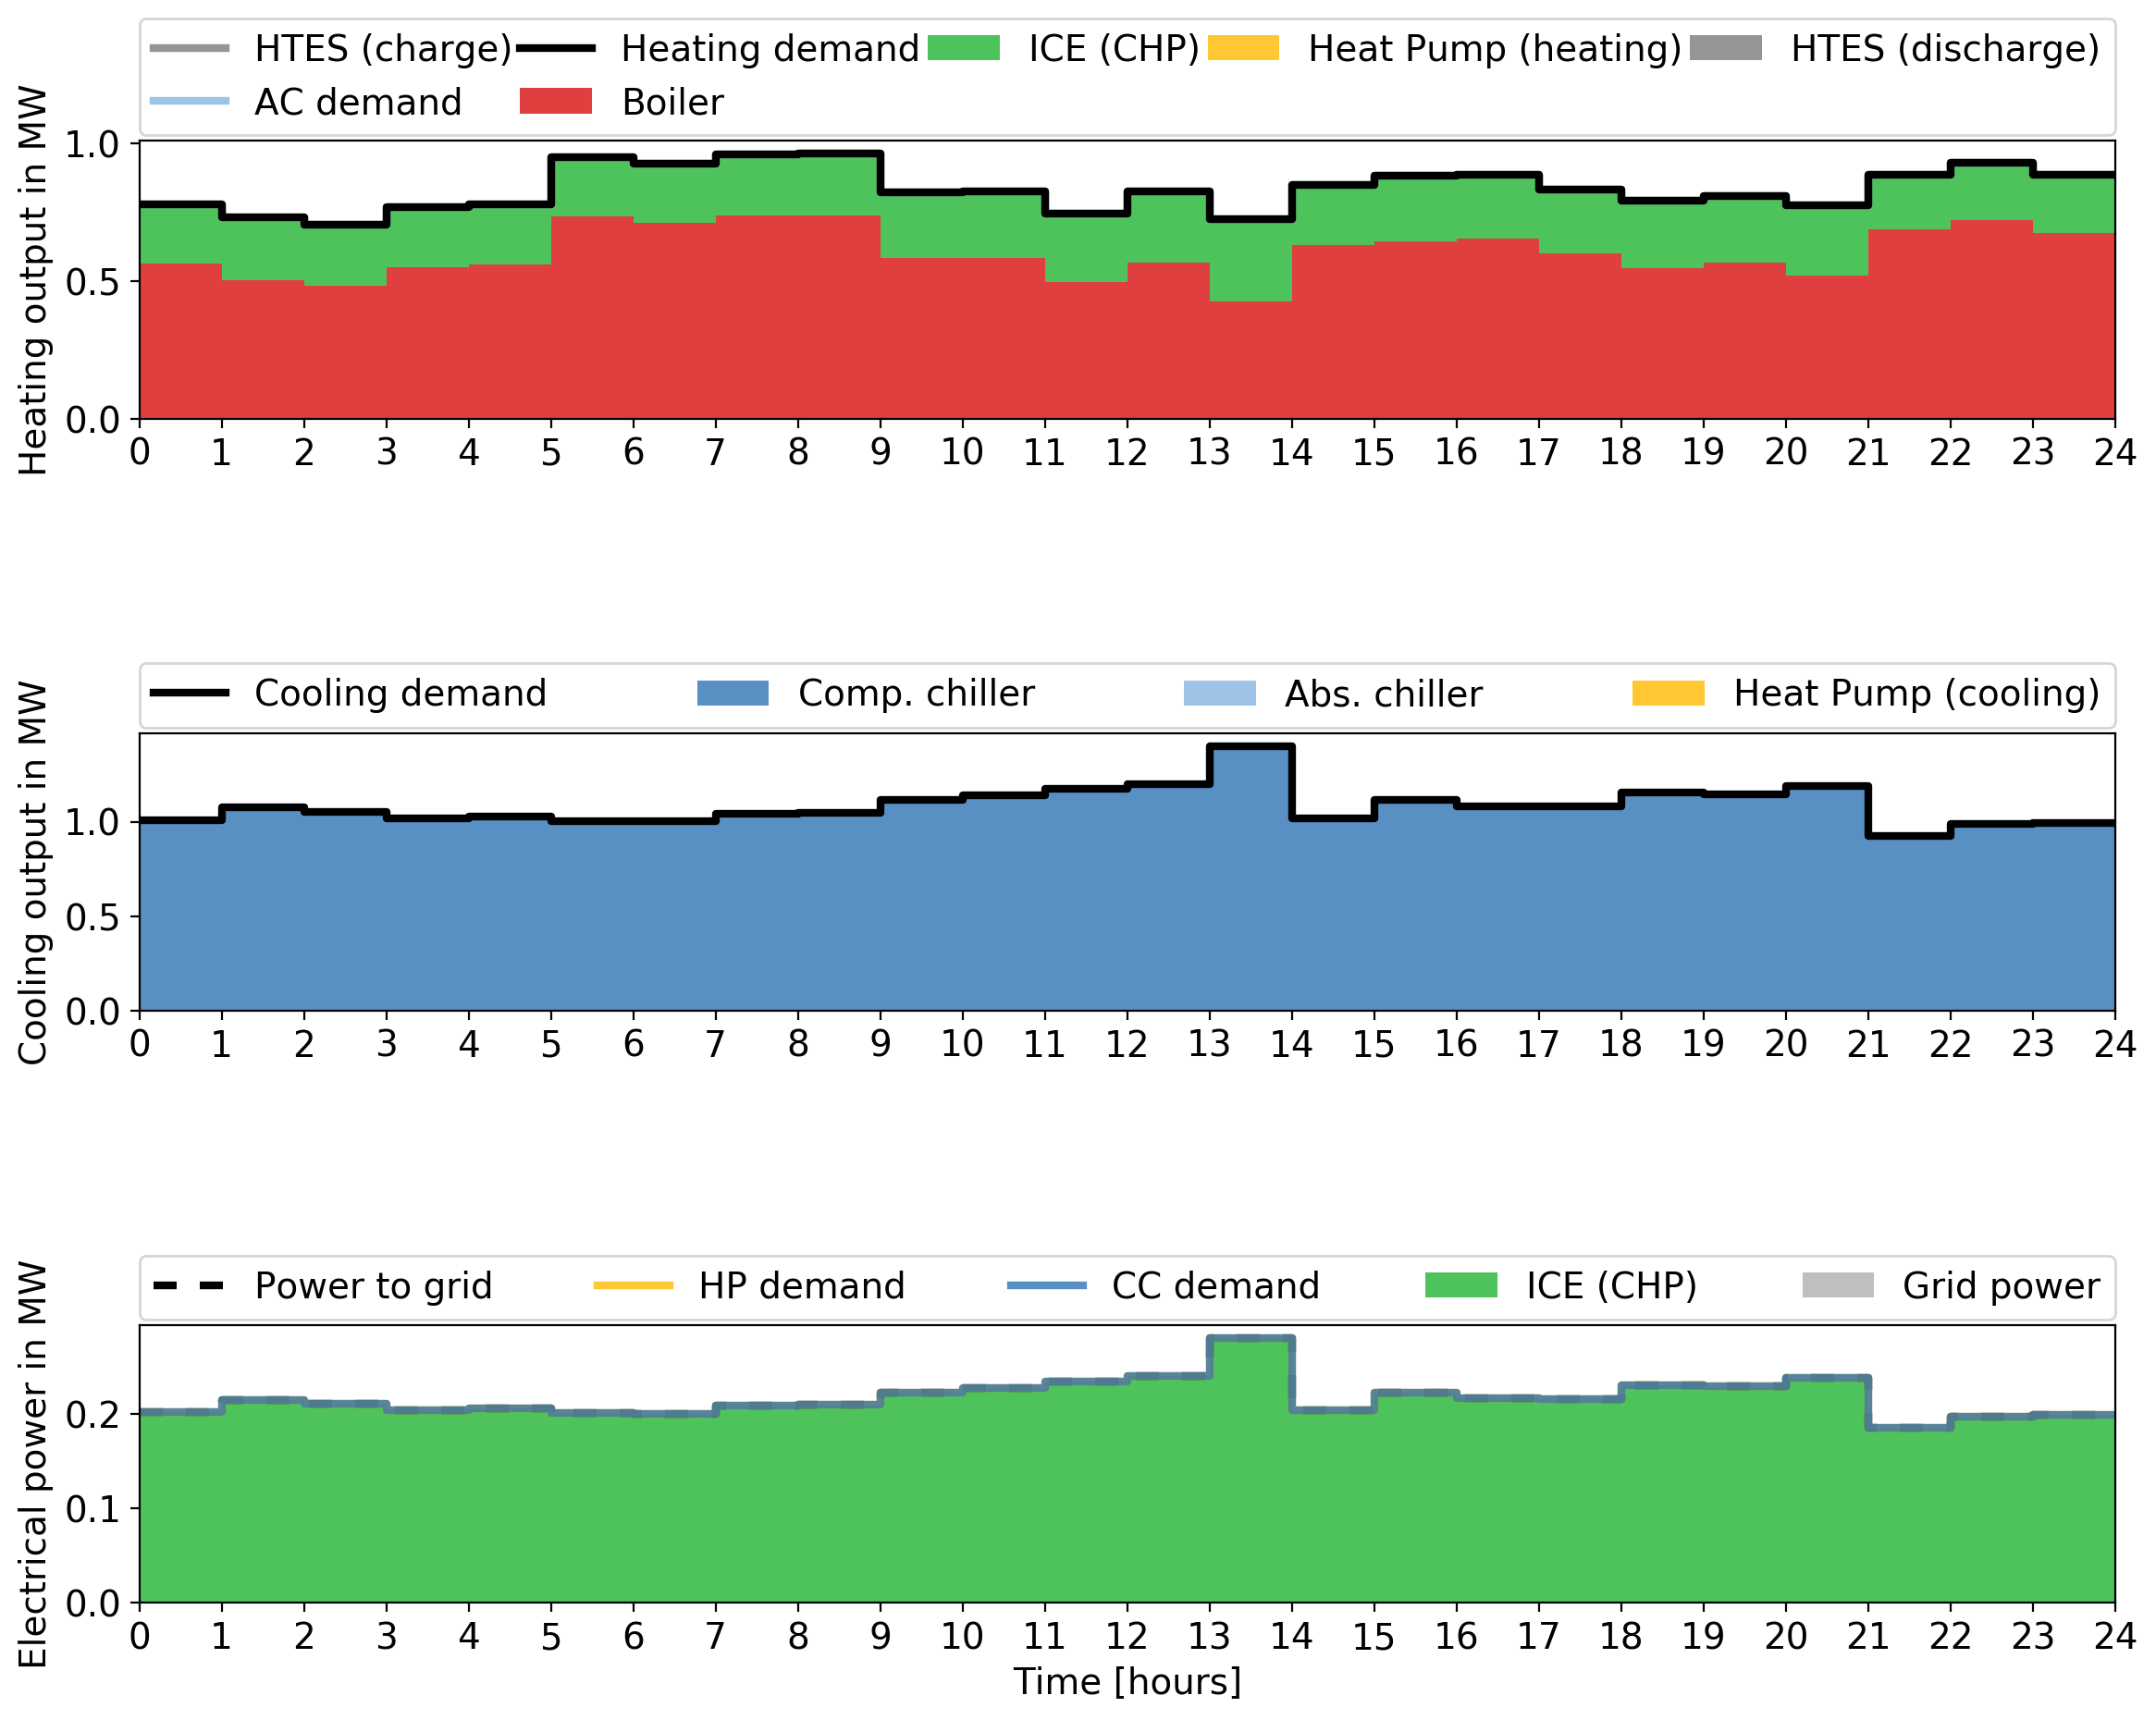 HTES (charge) Heating demand ICE (CHP) Heat Pump (heating) HTES (discharge)
AC demand Boiler
Heating output in MW
1.0
0.5
0.0
0 1 2 3 4 5 6 7 8 9 10 11 12 13 14 15 16 17 18 19 20 21 22 23 24
Cooling demand Comp. chiller Abs. chiller Heat Pump (cooling)
Cooling output in MW
1.0
0.5
0.0
0 1 2 3 4 5 6 7 8 9 10 11 12 13 14 15 16 17 18 19 20 21 22 23 24
Power to grid HP demand CC demand ICE (CHP) Grid power
Electrical power in MW
0.2
0.1
0.0
0 1 2 3 4 5 6 7 8 9 10 11 12 13 14 15 16 17 18 19 20 21 22 23 24
Time [hours]